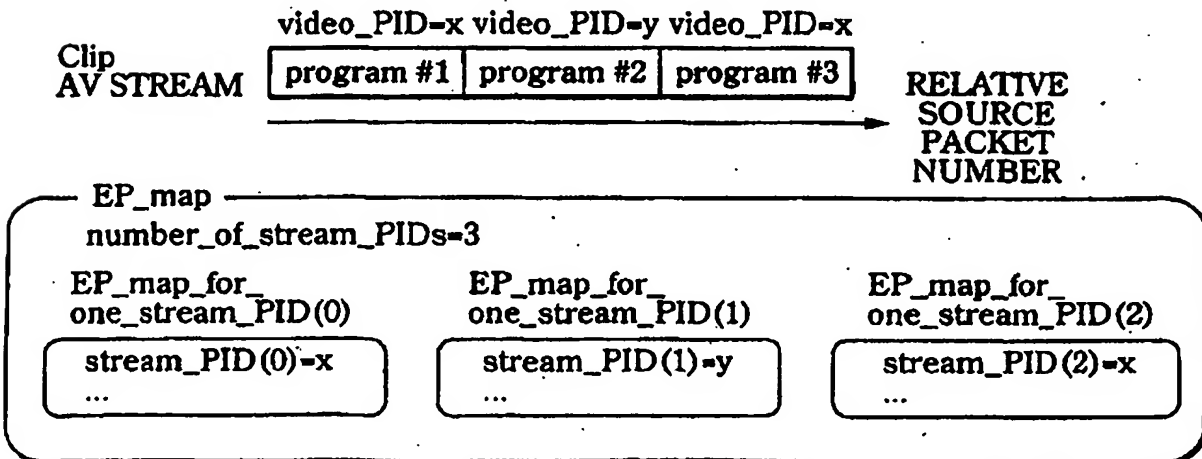 video_PID=x video_PID=y video_PID=x
Clip
AV STREAM
program #1 program #2 program #3
RELATIVE
SOURCE
PACKET
NUMBER
EP_map
number_of_stream_PIDs=3
EP_map_for_
one_stream_PID(0)
stream_PID(0)=x
...
EP_map_for_
one_stream_PID(1)
stream_PID(1)=y
...
EP_map_for_
one_stream_PID(2)
stream_PID(2)=x
...